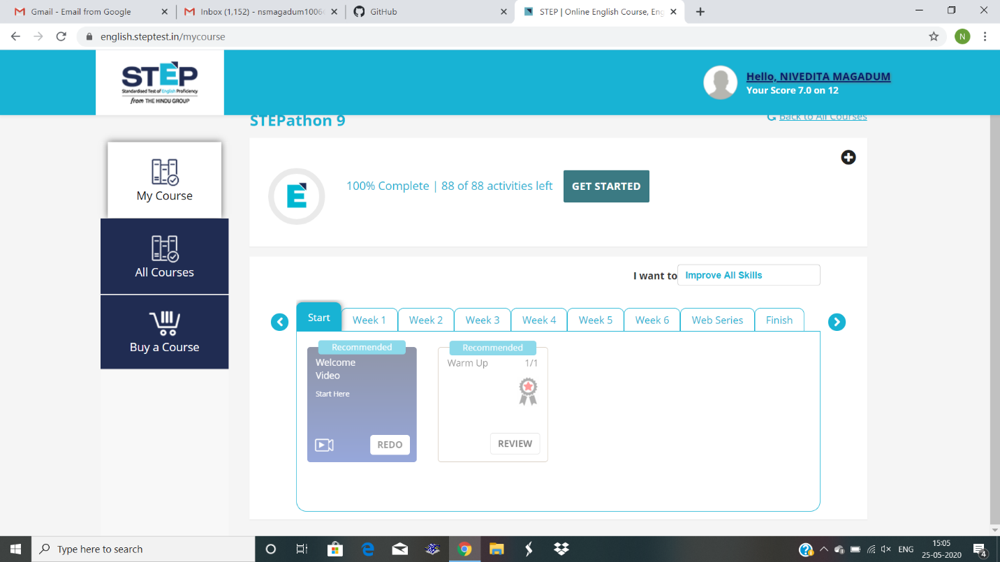 Gmail - Email from Google
Inbox (1,152) - nsmagadum100
GitHub
STEP | Online English Course, Eng
english.steptest.in/mycourse
N
STEP
Standardised Test of English Proficiency
from THE HINDU GROUP
Hello, NIVEDITA MAGADUM
Your Score 7.0 on 12
STEPathon 9
Back to All Courses
My Course
All Courses
Buy a Course
E
100% Complete | 88 of 88 activities left
GET STARTED
I want to
Improve All Skills
Start
Week 1
Week 2
Week 3
Week 4
Week 5
Week 6
Web Series
Finish
Recommended
Welcome
Video
Start Here
REDO
Recommended
Warm Up
1/1
REVIEW
Type here to search
ENG
15:05
25-05-2020
4